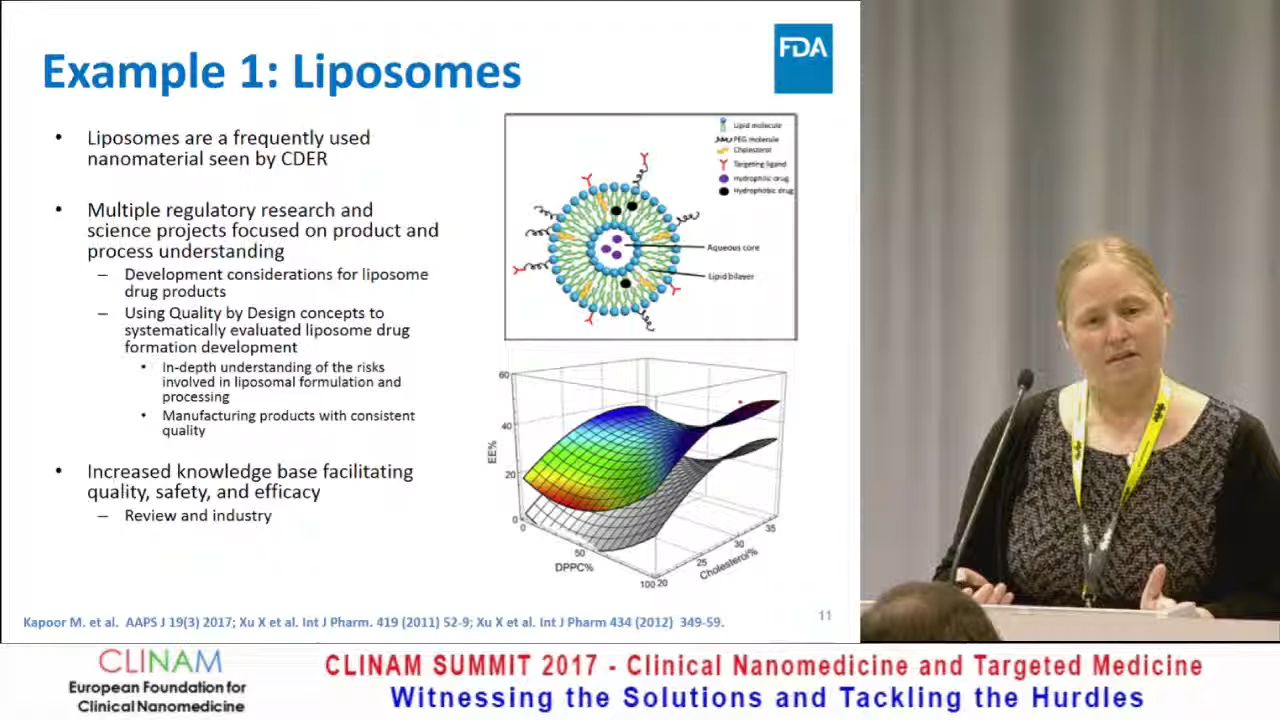 Example 1: Liposomes
FDA
• Liposomes are a frequently used
nanomaterial seen by CDER
• Multiple regulatory research and
science projects focused on product and
process understanding
– Development considerations for liposome
drug products
– Using Quality by Design concepts to
systematically evaluated liposome drug
formation development
• In-depth understanding of the risks
involved in liposomal formulation and
processing
• Manufacturing products with consistent
quality
• Increased knowledge base facilitating
quality, safety, and efficacy
– Review and industry
Lipid molecule
PEG molecule
Cholesterol
Targeting ligand
Hydrophilic drug
Hydrophobic drug
Aqueous core
Lipid bilayer
60
40
20
0
EE%
0
50
100
DPPC%
20
25
30
35
Cholesterol%
Kapoor M. et al. AAPS J 19(3) 2017; Xu X et al. Int J Pharm. 419 (2011) 52-9; Xu X et al. Int J Pharm 434 (2012) 349-59.
11
CLINAM
European Foundation for
Clinical Nanomedicine
CLINAM SUMMIT 2017 - Clinical Nanomedicine and Targeted Medicine
Witnessing the Solutions and Tackling the Hurdles